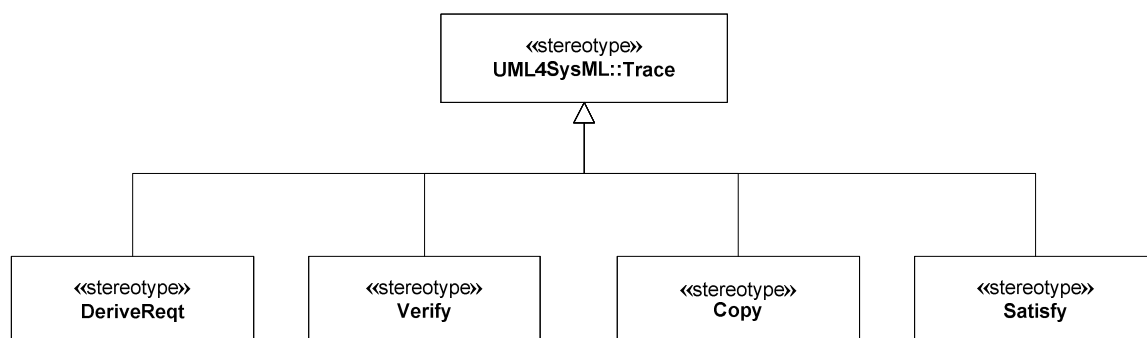 «stereotype»
UML4SysML::Trace
«stereotype»
DeriveReqt
«stereotype»
Verify
«stereotype»
Copy
«stereotype»
Satisfy